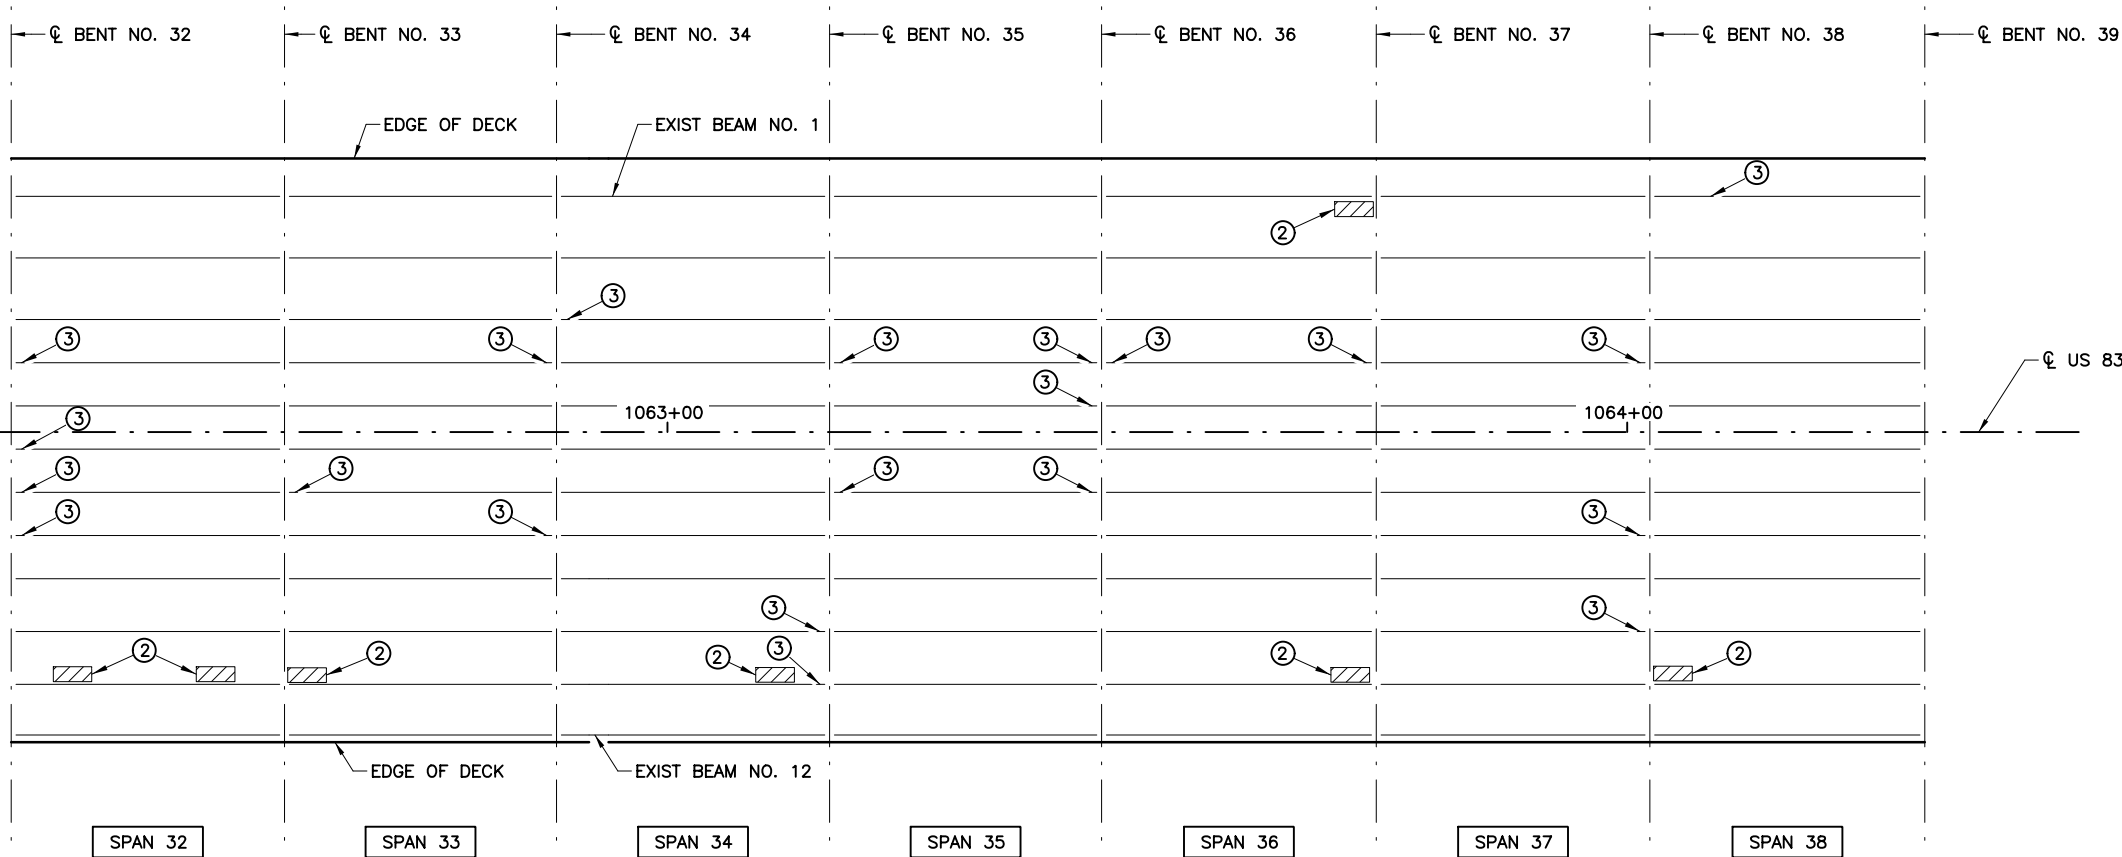 ℄ BENT NO. 32
℄ BENT NO. 33
℄ BENT NO. 34
℄ BENT NO. 35
℄ BENT NO. 36
℄ BENT NO. 37
℄ BENT NO. 38
℄ BENT NO. 39
EDGE OF DECK
EXIST BEAM NO. 1
3
2
3
3
3
3
3
3
3
3
℄ US 83
3
3
1063+00
1064+00
3
3
3
3
3
3
3
3
3
2
2
2
3
2
2
EDGE OF DECK
EXIST BEAM NO. 12
SPAN 32
SPAN 33
SPAN 34
SPAN 35
SPAN 36
SPAN 37
SPAN 38